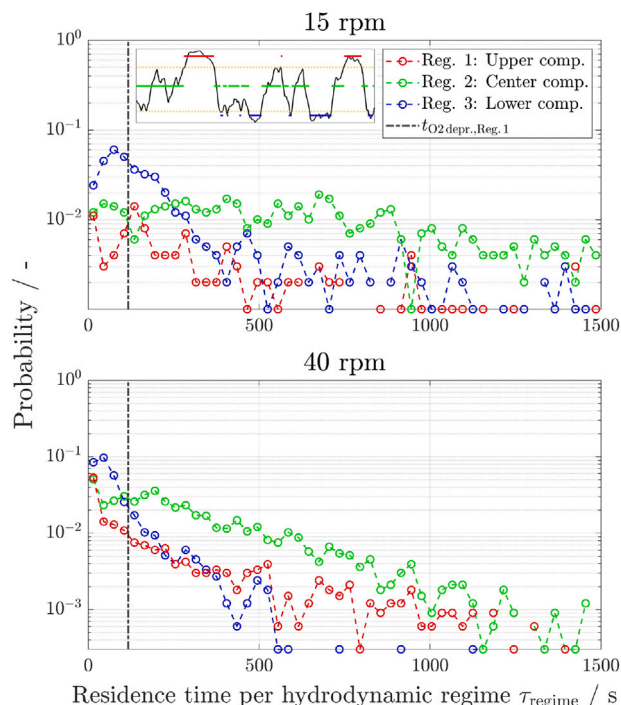 15 rpm
10^0
10^-1
10^-2
Reg. 1: Upper comp.
Reg. 2: Center comp.
Reg. 3: Lower comp.
t_O2 depr.,Reg. 1
0
500
1000
1500
Probability / -
40 rpm
10^0
10^-1
10^-2
10^-3
0
500
1000
1500
Residence time per hydrodynamic regime τ_regime / s